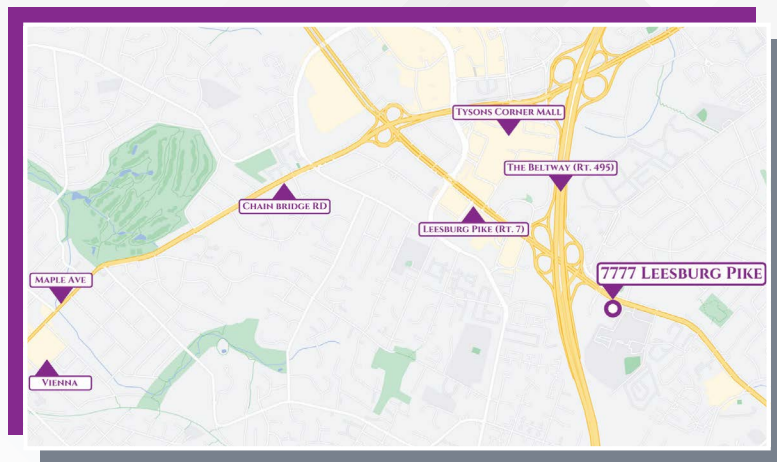 TYSONS CORNER MALL
THE BELTWAY (RT. 495)
CHAIN BRIDGE RD
LEESBURG PIKE (RT. 7)
7777 LEESBURG PIKE
MAPLE AVE
VIENNA